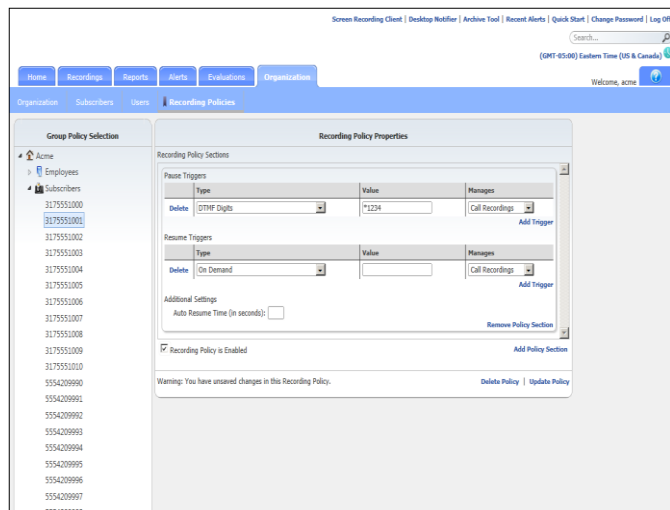 Screen Recording Client | Desktop Notifier | Archive Tool | Recent Alerts | Quick Start | Change Password | Log Off
Search...
(GMT-05:00) Eastern Time (US & Canada)
Home Recordings Reports Alerts Evaluations Organization
Welcome, acme
Organization Subscribers Users Recording Policies
Group Policy Selection
Acme
Employees
Subscribers
3175551000
3175551001
3175551002
3175551003
3175551004
3175551005
3175551006
3175551007
3175551008
3175551009
3175551010
5554209990
5554209991
5554209992
5554209993
5554209994
5554209995
5554209996
5554209997
Recording Policy Properties
Recording Policy Sections
Pause Triggers
Type Value Manages
Delete DTMF Digits *1234 Call Recordings
Add Trigger
Resume Triggers
Type Value Manages
Delete On Demand Call Recordings
Add Trigger
Additional Settings
Auto Resume Time (in seconds):
Remove Policy Section
Recording Policy is Enabled Add Policy Section
Warning: You have unsaved changes in this Recording Policy. Delete Policy | Update Policy